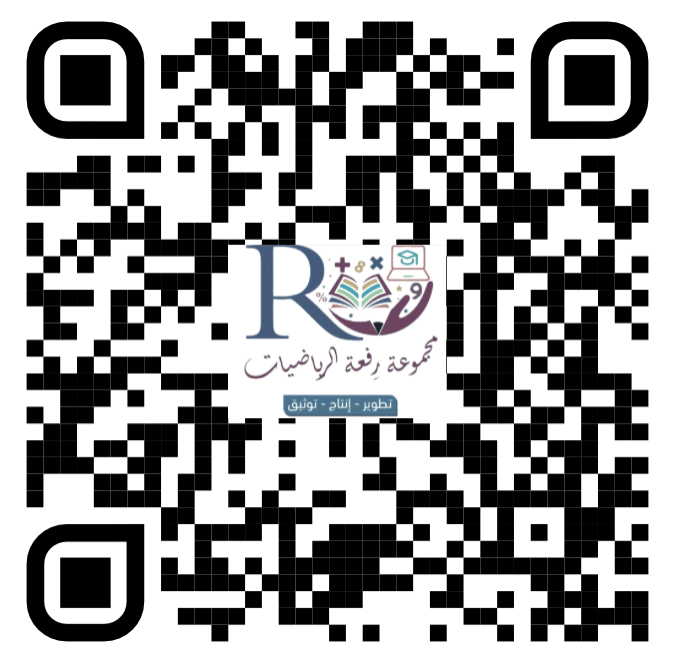 R
مجموعة رفعة الرياضيات
تطوير - إنتاج - توثيق